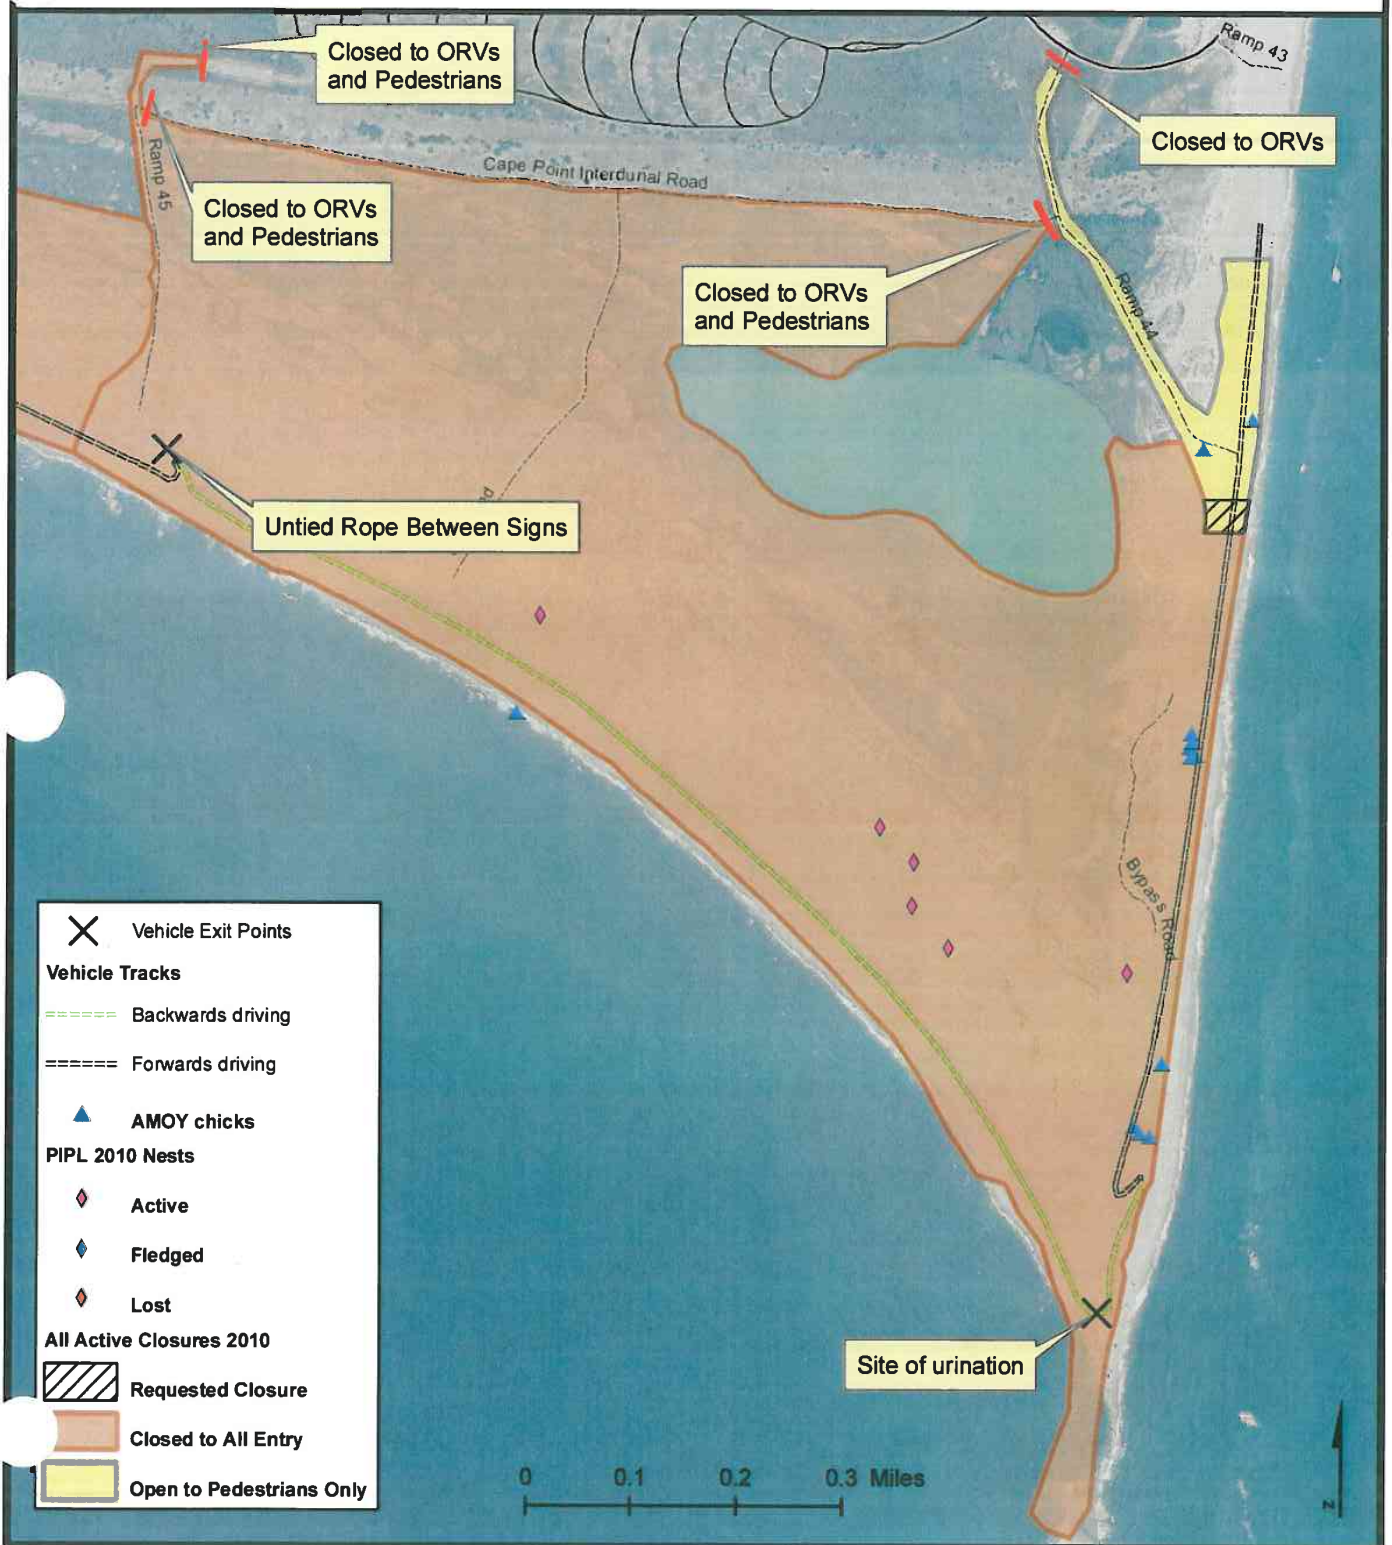 Closed to ORVs
and Pedestrians
Ramp 43
Closed to ORVs
Ramp 45
Cape Point Interdunal Road
Closed to ORVs
and Pedestrians
Closed to ORVs
and Pedestrians
Ramp 44
Untied Rope Between Signs
Bypass Road
Site of urination
Vehicle Exit Points
Vehicle Tracks
Backwards driving
Forwards driving
AMOY chicks
PIPL 2010 Nests
Active
Fledged
Lost
All Active Closures 2010
Requested Closure
Closed to All Entry
Open to Pedestrians Only
0 0.1 0.2 0.3 Miles
N